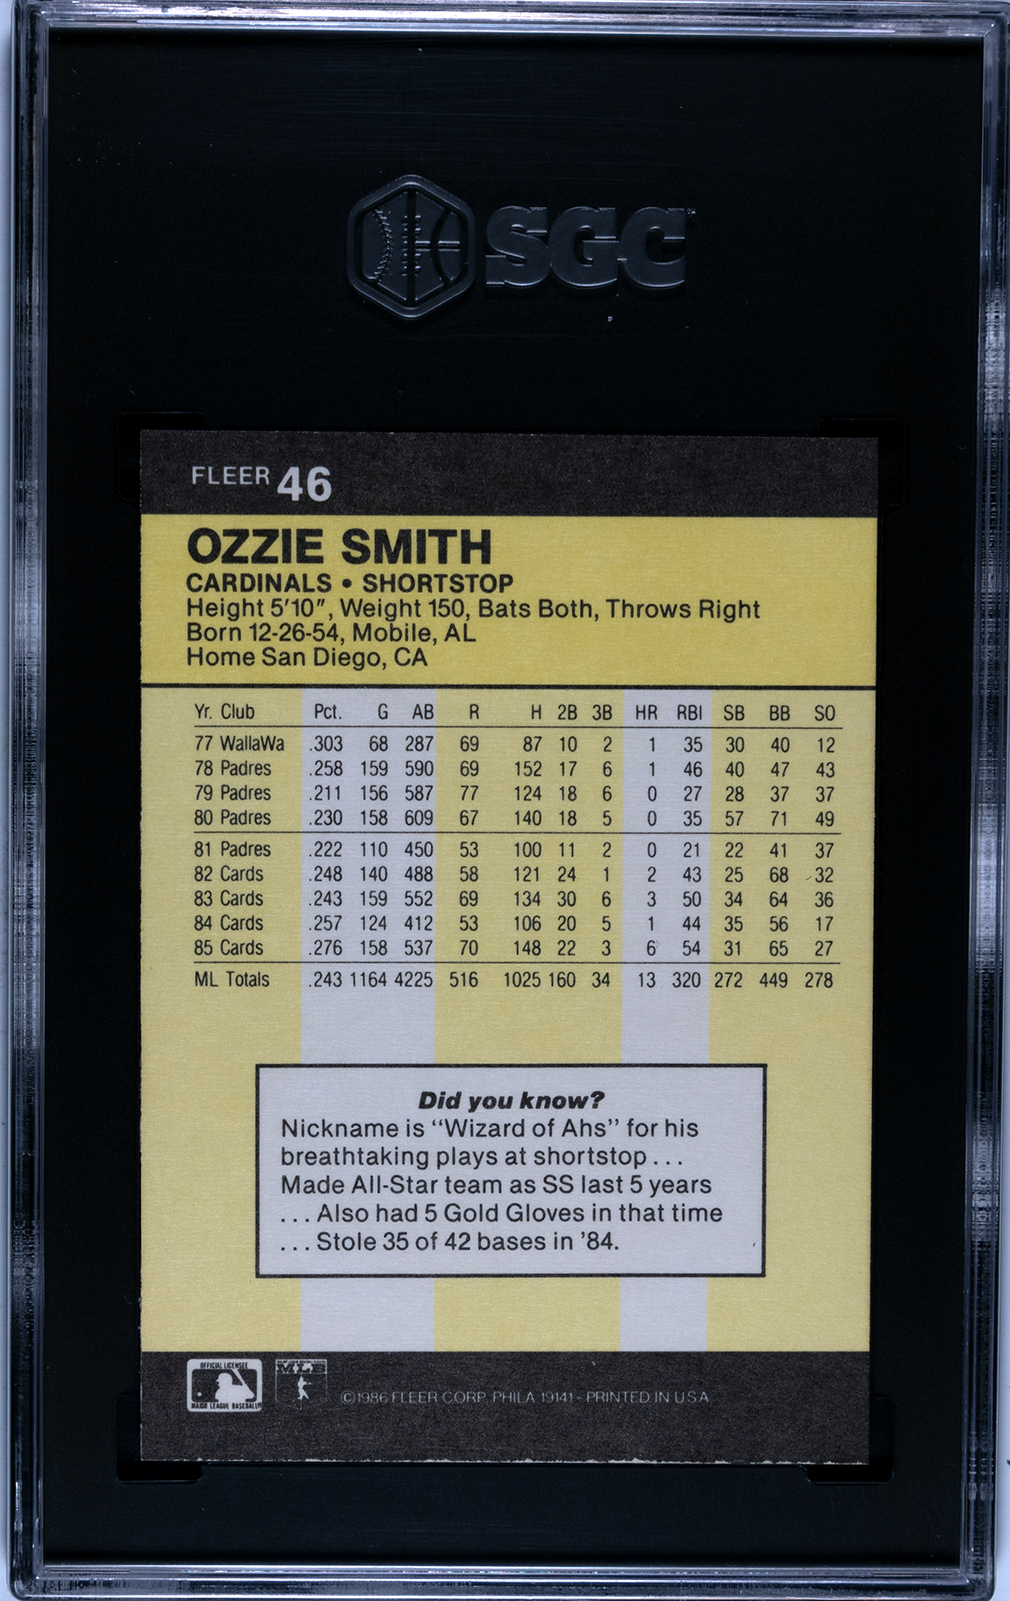 SGC
FLEER 46
OZZIE SMITH
CARDINALS • SHORTSTOP
Height 5'10", Weight 150, Bats Both, Throws Right
Born 12-26-54, Mobile, AL
Home San Diego, CA
Yr. Club Pct. G AB R H 2B 3B HR RBI SB BB SO
77 WallaWa .303 68 287 69 87 10 2 1 35 30 40 12
78 Padres .258 159 590 69 152 17 6 1 46 40 47 43
79 Padres .211 156 587 77 124 18 6 0 27 28 37 37
80 Padres .230 158 609 67 140 18 5 0 35 57 71 49
81 Padres .222 110 450 53 100 11 2 0 21 22 41 37
82 Cards .248 140 488 58 121 24 1 2 43 25 68 32
83 Cards .243 159 552 69 134 30 6 3 50 34 64 36
84 Cards .257 124 412 53 106 20 5 1 44 35 56 17
85 Cards .276 158 537 70 148 22 3 6 54 31 65 27
ML Totals .243 1164 4225 516 1025 160 34 13 320 272 449 278
Did you know?
Nickname is "Wizard of Ahs" for his
breathtaking plays at shortstop...
Made All-Star team as SS last 5 years
...Also had 5 Gold Gloves in that time
...Stole 35 of 42 bases in '84.
OFFICIAL LICENSEE
MAJOR LEAGUE BASEBALL
MLB
©1986 FLEER CORP. PHILA 19141 - PRINTED IN U.S.A.